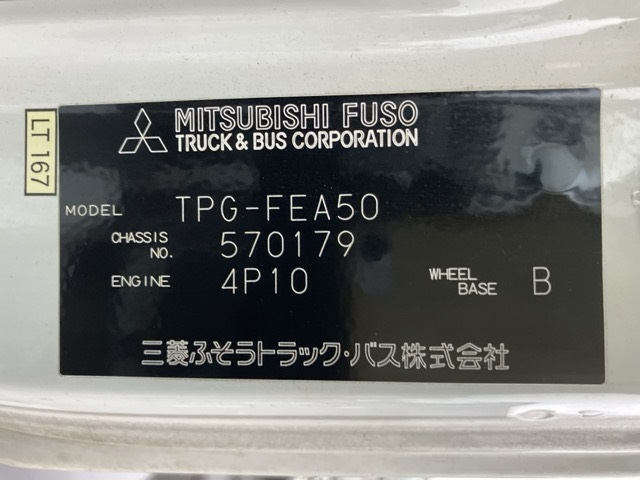 LT 167
MITSUBISHI FUSO
TRUCK & BUS CORPORATION
MODEL TPG-FEA50
CHASSIS NO. 570179
ENGINE 4P10 WHEEL BASE B
三菱ふそうトラック・バス株式会社